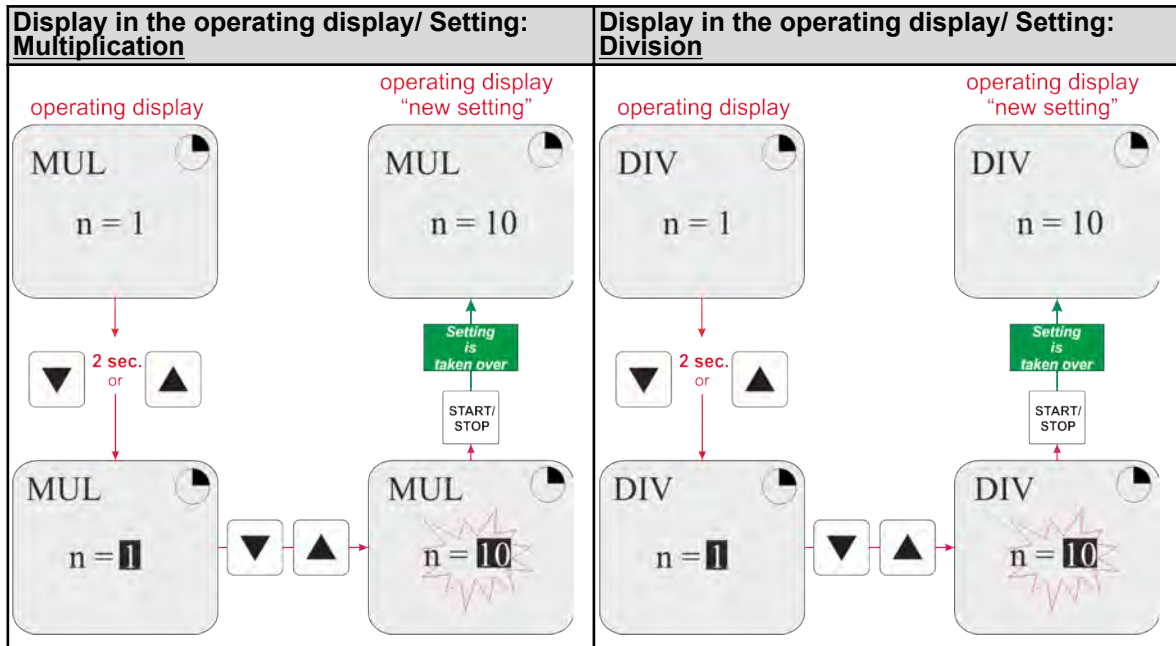 Display in the operating display/ Setting:
Multiplication
operating display
operating display
“new setting”
MUL
n = 1
MUL
n = 10
2 sec.
or
Setting
is
taken over
START/
STOP
MUL
n = 1
MUL
n = 10
Display in the operating display/ Setting:
Division
operating display
operating display
“new setting”
DIV
n = 1
DIV
n = 10
2 sec.
or
Setting
is
taken over
START/
STOP
DIV
n = 1
DIV
n = 10